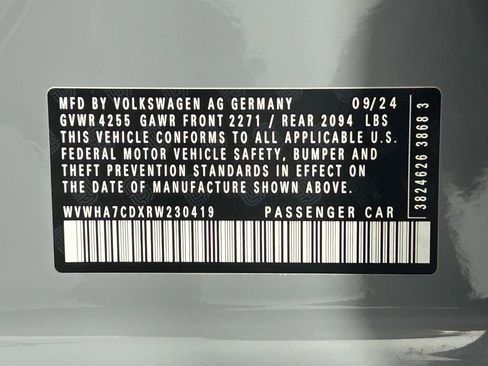 MFD BY VOLKSWAGEN AG GERMANY 09/24
GVWR 4255 GAWR FRONT 2271 / REAR 2094 LBS
THIS VEHICLE CONFORMS TO ALL APPLICABLE U.S.
FEDERAL MOTOR VEHICLE SAFETY, BUMPER AND
THEFT PREVENTION STANDARDS IN EFFECT ON THE
DATE OF MANUFACTURE SHOWN ABOVE.
WVWHA7CDXRW230419 PASSENGER CAR
3824626 3868 3